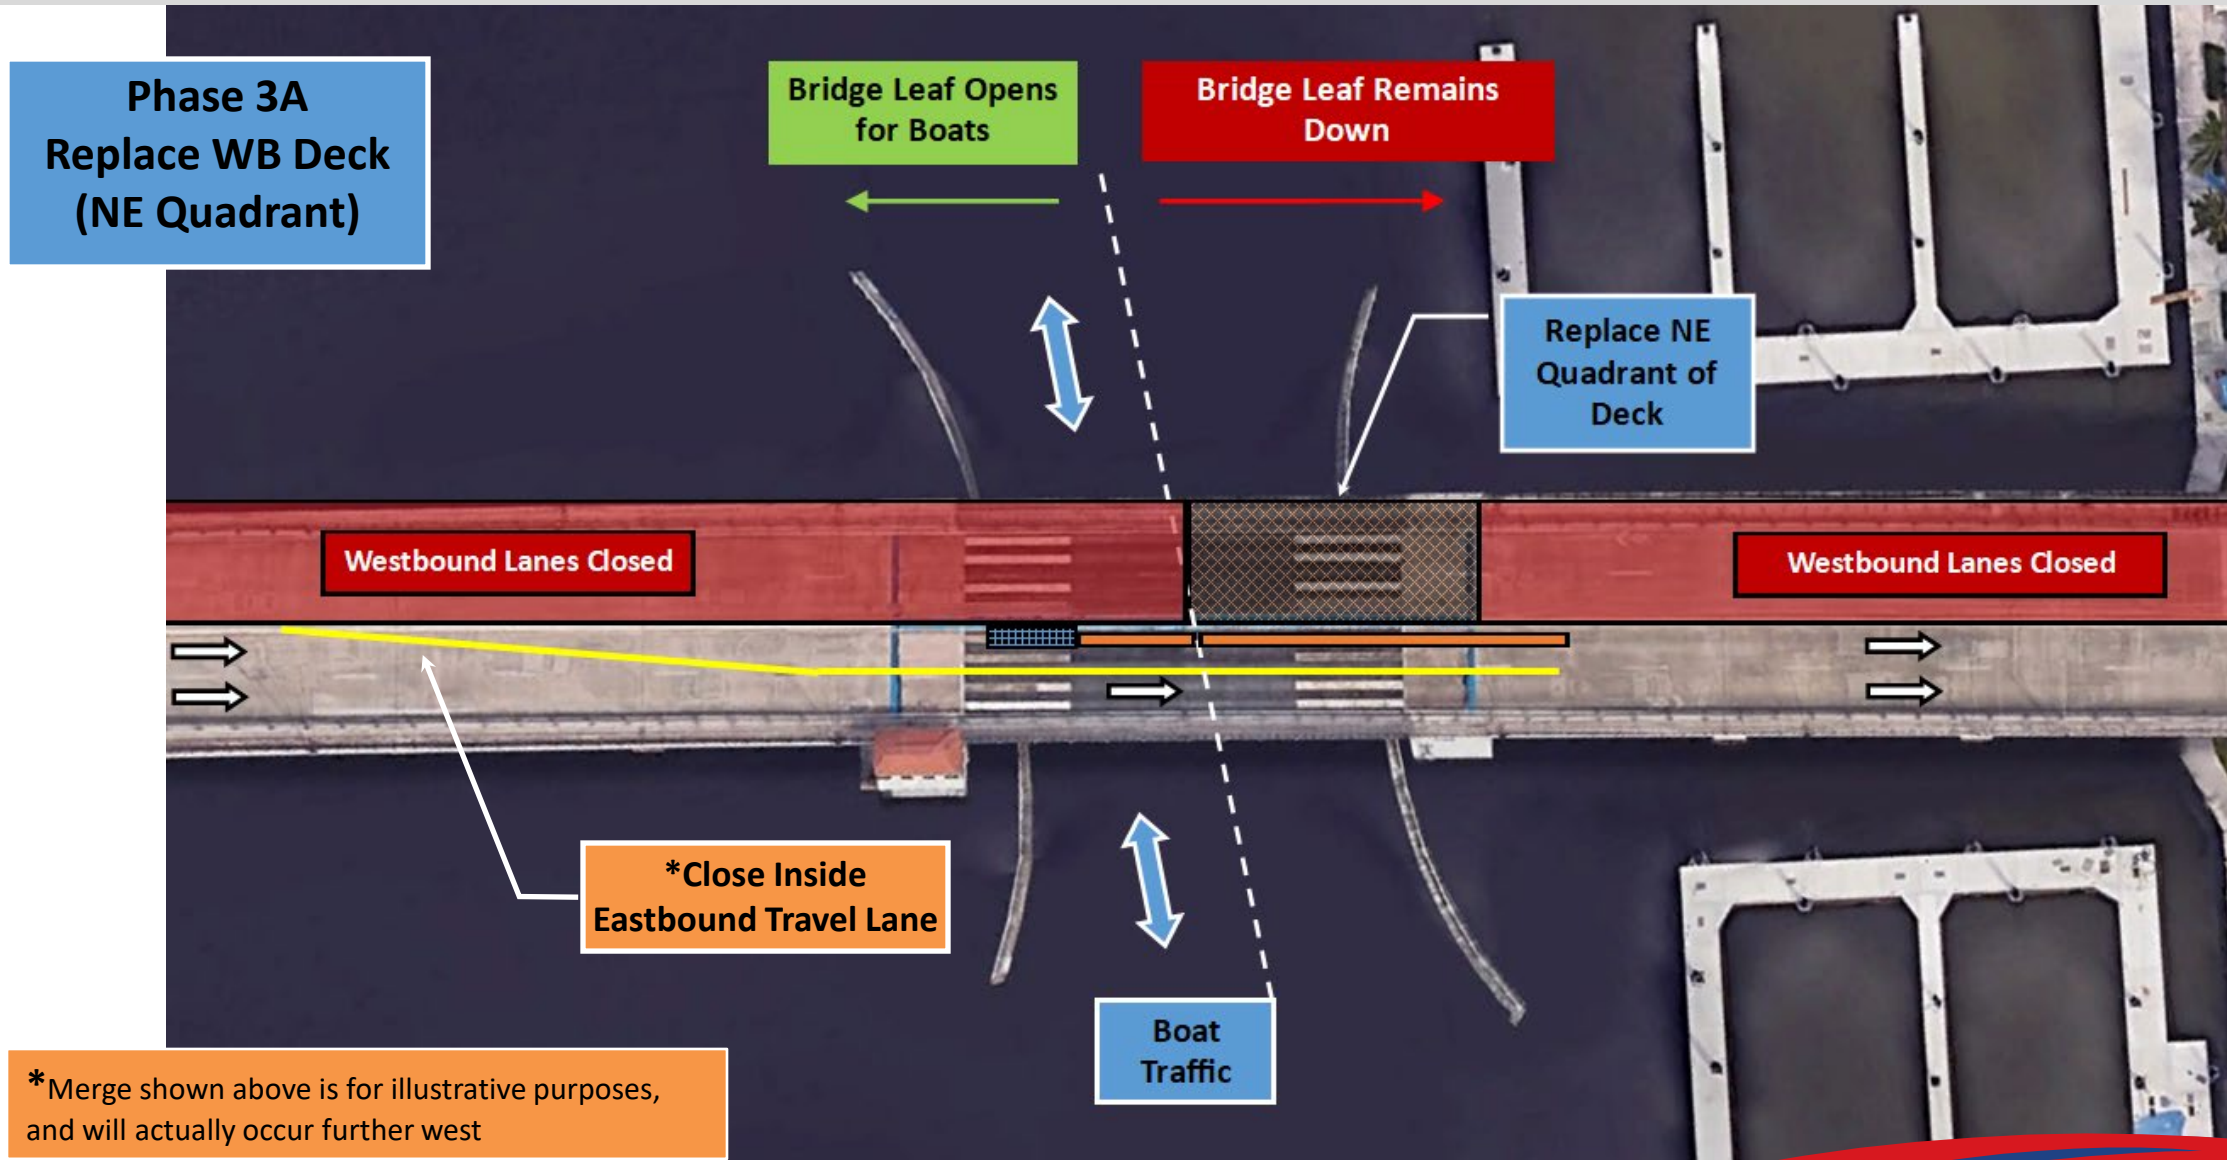 Phase 3A
Replace WB Deck
(NE Quadrant)
Bridge Leaf Opens
for Boats
Bridge Leaf Remains
Down
Replace NE
Quadrant of
Deck
Westbound Lanes Closed
Westbound Lanes Closed
*Close Inside
Eastbound Travel Lane
Boat
Traffic
*Merge shown above is for illustrative purposes,
and will actually occur further west